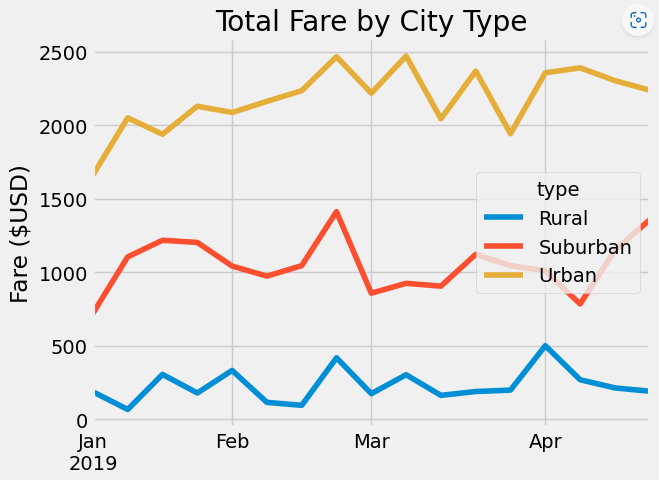 Total Fare by City Type
Fare ($USD)
2500
2000
1500
1000
500
0
type
Rural
Suburban
Urban
Jan Feb Mar Apr
2019